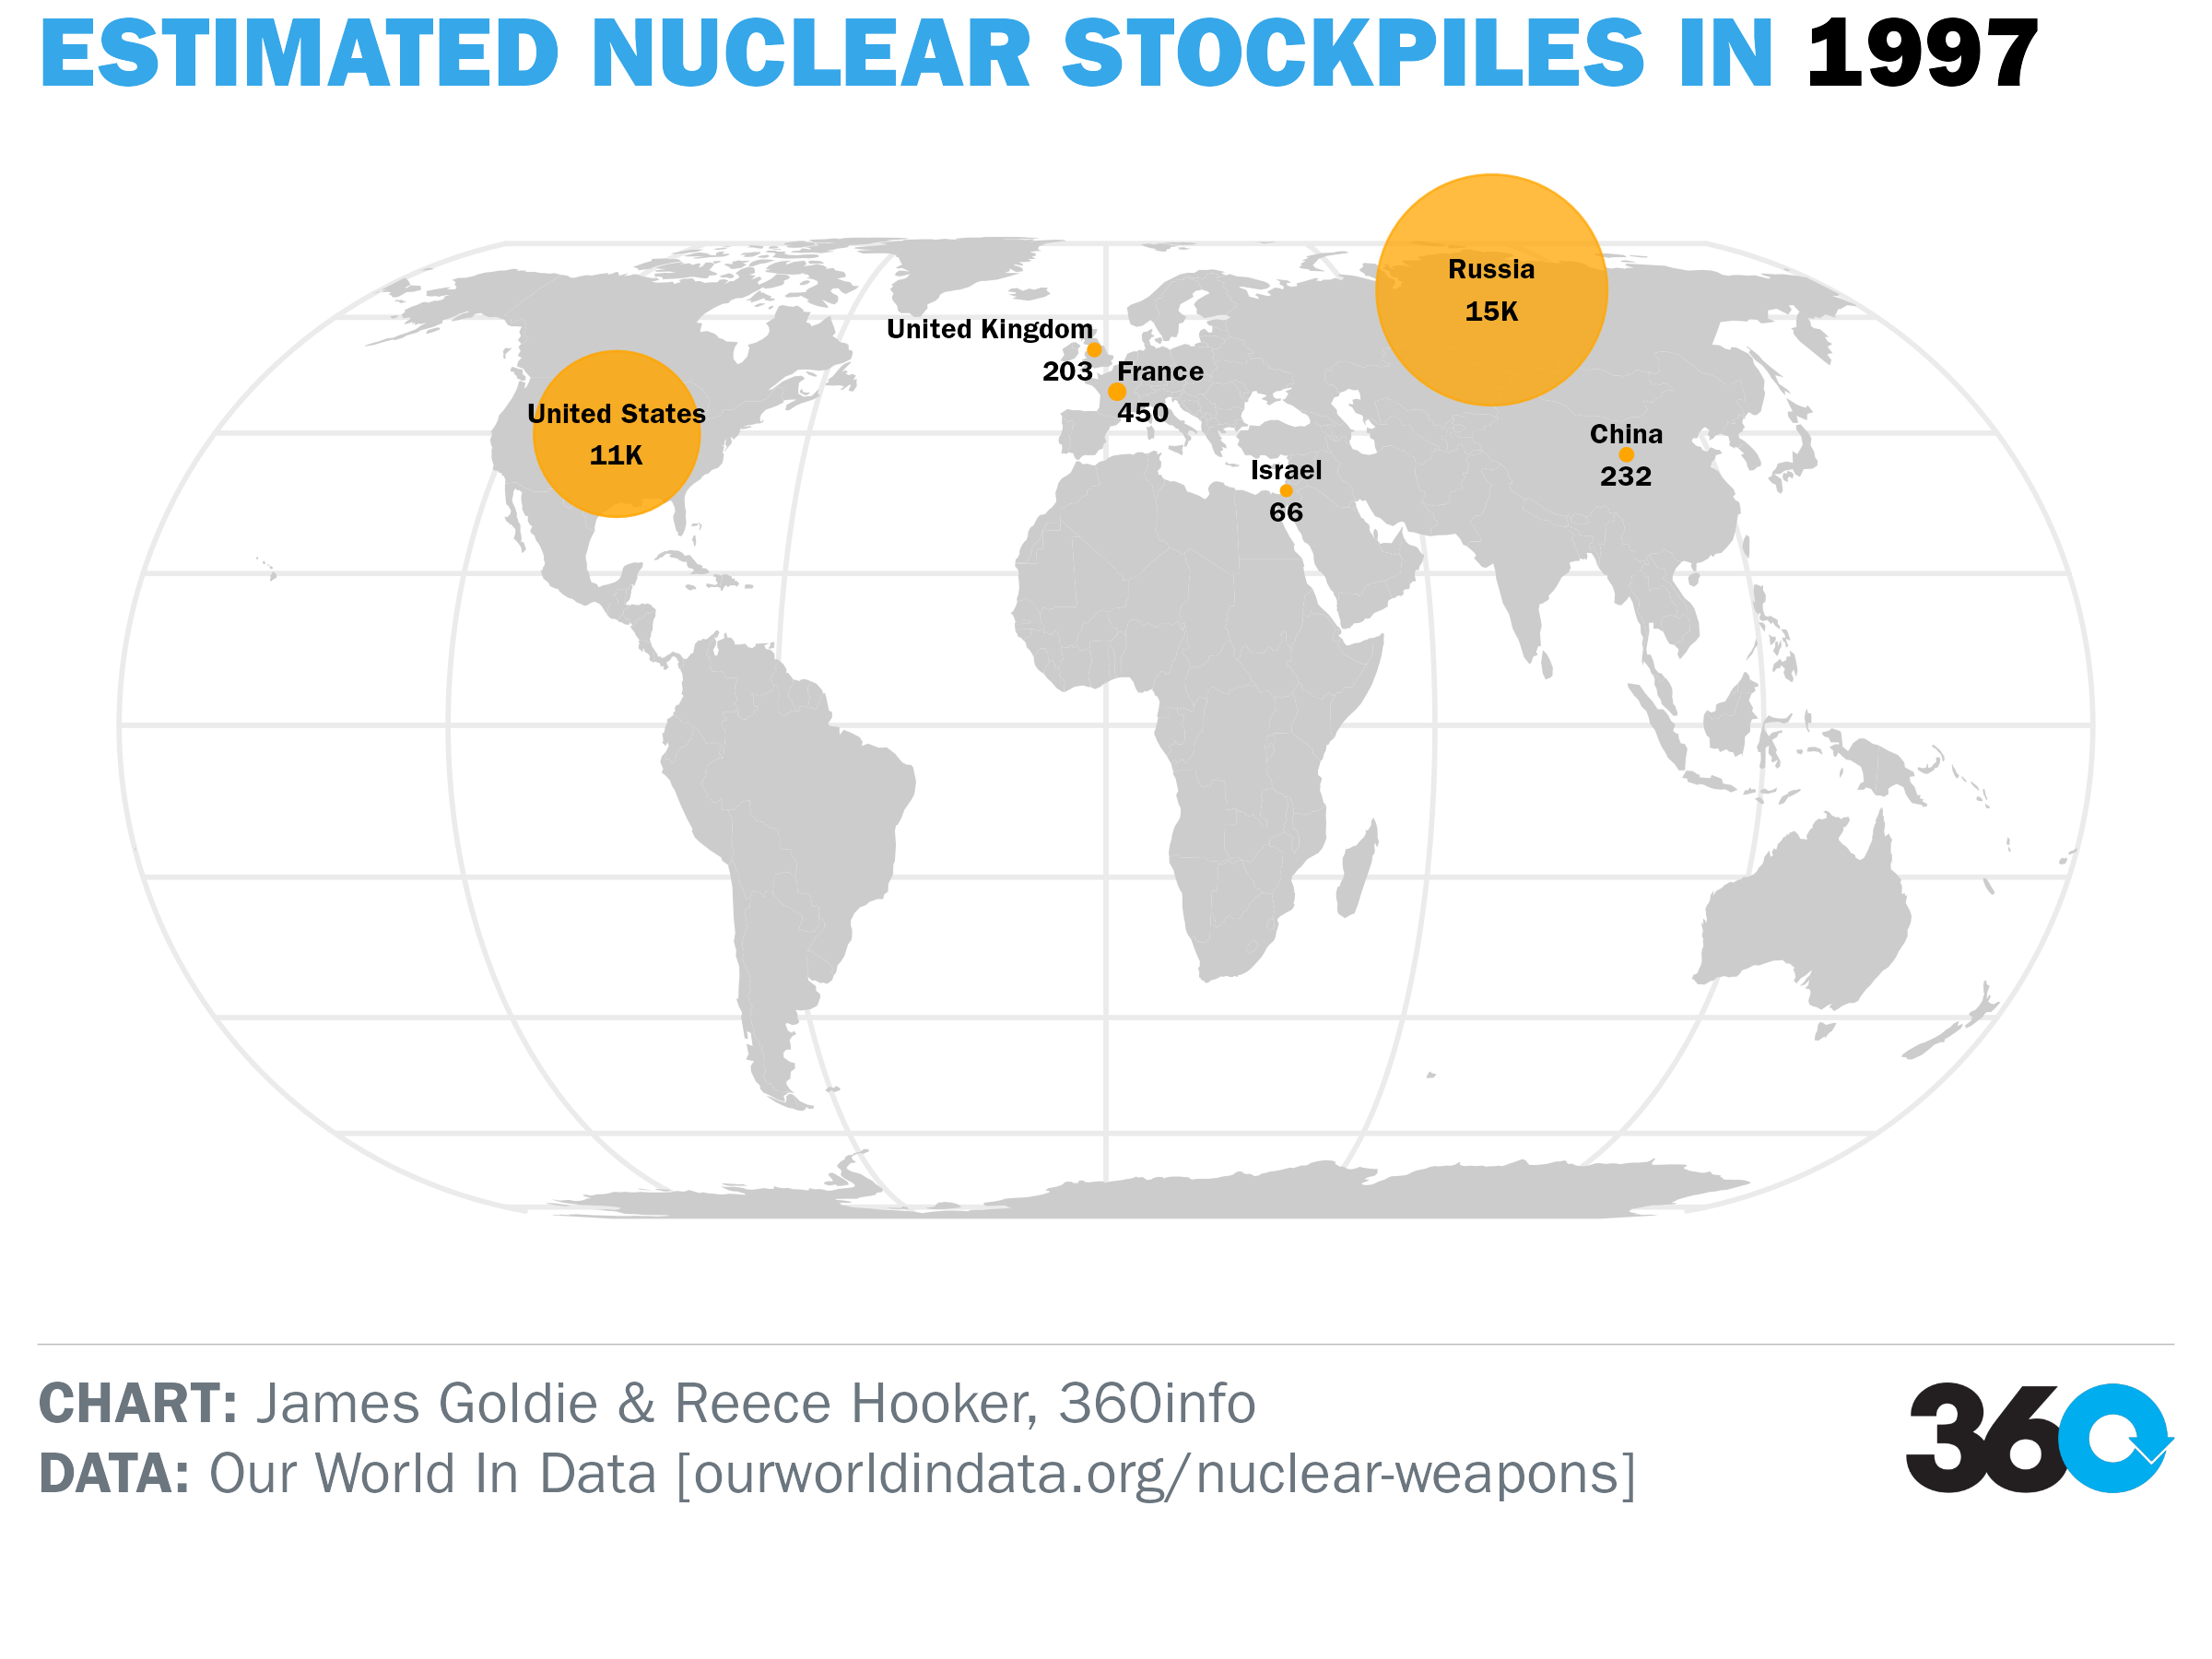 ESTIMATED NUCLEAR STOCKPILES IN 1997
Russia
15K
United Kingdom
203
France
450
United States
11K
China
232
Israel
66
CHART: James Goldie & Reece Hooker, 360info
DATA: Our World In Data [ourworldindata.org/nuclear-weapons]
360